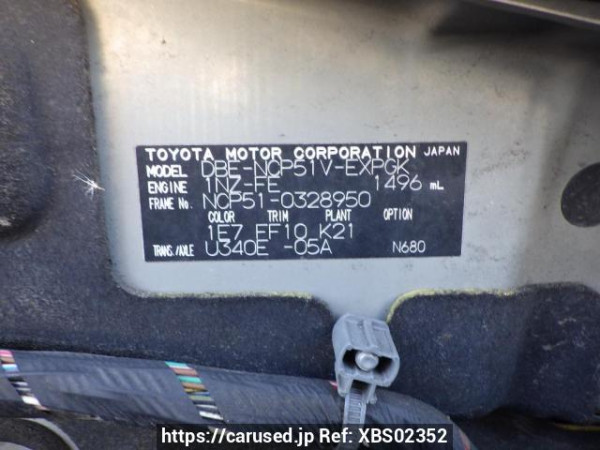 TOYOTA MOTOR CORPORATION JAPAN
MODEL DBE-NCP51V-EXPGK
ENGINE 1NZ-FE 1496 mL
FRAME No. NCP51-0328950
COLOR TRIM PLANT OPTION
1E7 FF10 K21
TRANS./AXLE U340E -05A N680
https://carused.jp Ref: XBS02352